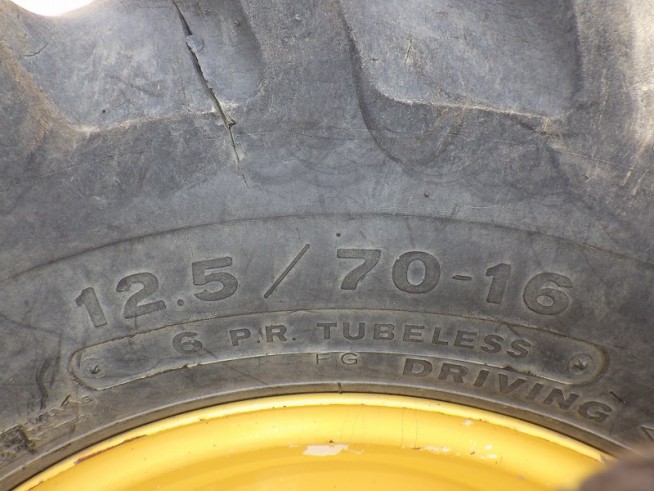 12.5 / 70-16
6 P.R. TUBELESS
FG DRIVING